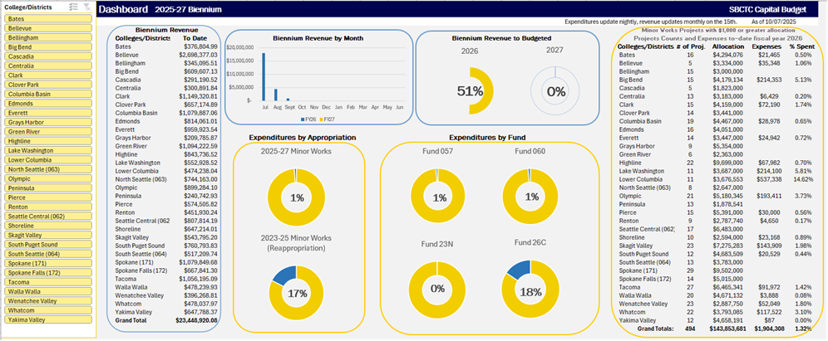 College/Districts
Bates
Bellevue
Bellingham
Big Bend
Cascadia
Centralia
Clark
Clover Park
Columbia Basin
Edmonds
Everett
Grays Harbor
Green River
Highline
Lake Washington
Lower Columbia
North Seattle (063)
Olympic
Peninsula
Pierce
Renton
Seattle Central (062)
Shoreline
Skagit Valley
South Puget Sound
South Seattle (064)
Spokane (171)
Spokane Falls (172)
Tacoma
Walla Walla
Wenatchee Valley
Whatcom
Yakima Valley
Dashboard 2025-27 Biennium
SBCTC Capital Budget
Expenditures update nightly, revenue updates monthly on the 15th. As of 10/07/2025
Biennium Revenue
Colleges/Districts To Date
Bates $376,804.99
Bellevue $2,698,377.03
Bellingham $345,095.51
Big Bend $609,607.13
Cascadia $291,190.52
Centralia $300,891.84
Clark $1,149,320.81
Clover Park $657,174.89
Columbia Basin $1,079,887.06
Edmonds $814,061.01
Everett $959,923.54
Grays Harbor $209,785.87
Green River $1,094,222.59
Highline $843,736.52
Lake Washington $552,928.52
Lower Columbia $474,238.04
North Seattle (063) $744,163.00
Olympic $899,284.10
Peninsula $240,742.93
Pierce $574,505.82
Renton $451,930.24
Seattle Central (062 $807,814.19
Shoreline $647,214.01
Skagit Valley $543,795.20
South Puget Sound $760,793.83
South Seattle (064) $517,209.74
Spokane (171) $1,079,849.68
Spokane Falls (172) $667,841.30
Tacoma $1,056,195.09
Walla Walla $478,239.93
Wenatchee Valley $396,268.81
Whatcom $478,037.97
Yakima Valley $647,788.37
Grand Total $23,448,920.08
Biennium Revenue by Month
$20,000,000
$15,000,000
$10,000,000
$5,000,000
$-
Jul Aug Sept Oct Nov Dec Jan Feb Mar Apr May Jun
FY26 FY27
Biennium Revenue to Budgeted
2026 2027
51% 0%
Expenditures by Appropriation
2025-27 Minor Works
1%
2023-25 Minor Works
(Reappropriation)
17%
Expenditures by Fund
Fund 057 Fund 060
1% 1%
Fund 23N Fund 26C
0% 18%
Minor Works Projects with $1,000 or greater allocation
Projects Counts and Expenses to-date fiscal year 2026
Colleges/Districts # of Proj. Allocation Expenses % Spent
Bates 16 $4,294,076 $21,465 0.50%
Bellevue 5 $3,334,000 $35,348 1.06%
Bellingham 15 $3,000,000
Big Bend 14 $4,179,134 $214,353 5.13%
Cascadia 5 $1,823,000
Centralia 13 $3,183,000 $6,429 0.20%
Clark 15 $4,159,000 $72,190 1.74%
Clover Park 14 $3,441,000
Columbia Basin 19 $4,467,000 $28,978 0.65%
Edmonds 16 $4,051,000
Everett 14 $3,447,000 $24,942 0.72%
Grays Harbor 9 $5,354,000
Green River 6 $2,363,000
Highline 22 $9,699,000 $67,982 0.70%
Lake Washington 11 $3,687,000 $214,100 5.81%
Lower Columbia 11 $3,676,553 $537,338 14.62%
North Seattle (063) 8 $2,647,000
Olympic 21 $5,180,345 $193,411 3.73%
Peninsula 13 $1,878,541
Pierce 15 $5,391,000 $30,000 0.56%
Renton 9 $2,787,740 $4,650 0.17%
Seattle Central (062) 17 $6,483,000
Shoreline 10 $2,594,000 $23,168 0.89%
Skagit Valley 23 $7,275,283 $143,909 1.98%
South Puget Sound 12 $4,683,509 $20,529 0.44%
South Seattle (064) 10 $3,783,000
Spokane (171) 29 $9,502,000
Spokane Falls (172) 14 $5,015,000
Tacoma 27 $6,465,341 $91,972 1.42%
Walla Walla 20 $4,671,132 $3,888 0.08%
Wenatchee Valley 23 $2,887,750 $52,049 1.80%
Whatcom 22 $3,793,085 $117,522 3.10%
Yakima Valley 12 $4,658,191 $87 0.00%
Grand Totals: 494 $143,853,681 $1,904,308 1.32%